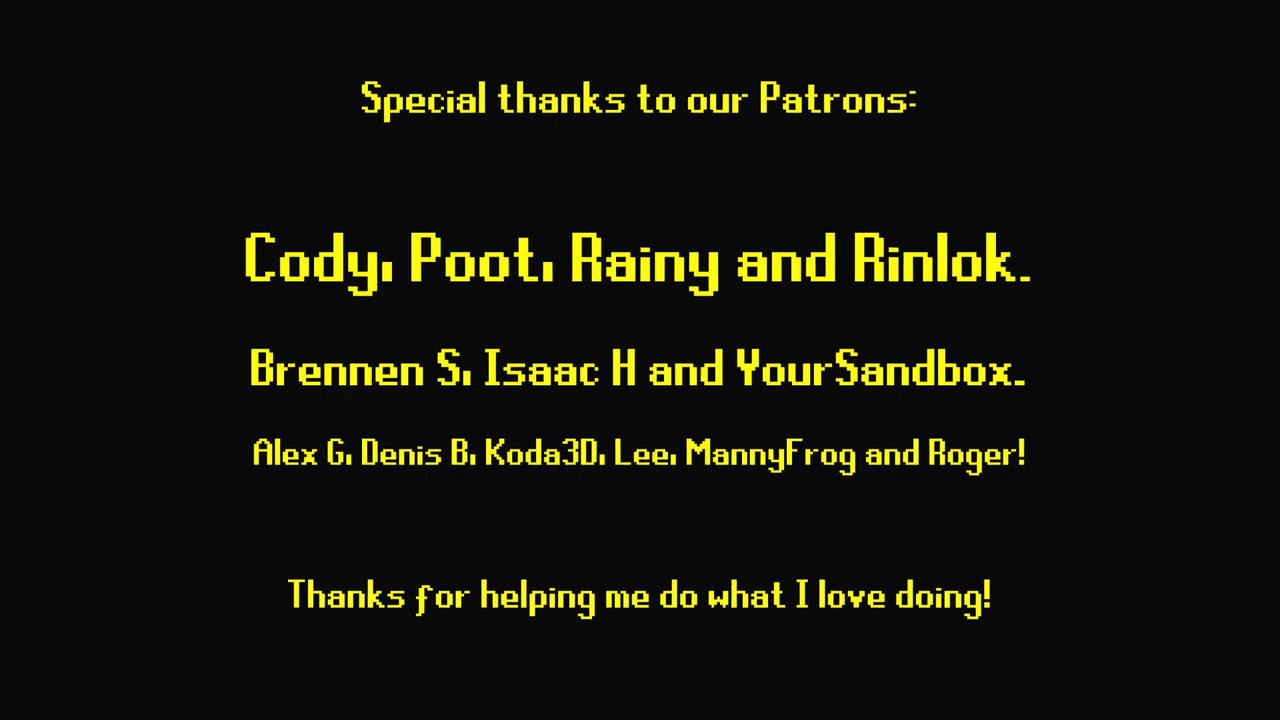 Special thanks to our Patrons:
Cody, Poot, Rainy and Rinlok.
Brennen S, Isaac H and YourSandbox.
Alex G, Denis B, Koda3D, Lee, MannyFrog and Roger!
Thanks for helping me do what I love doing!